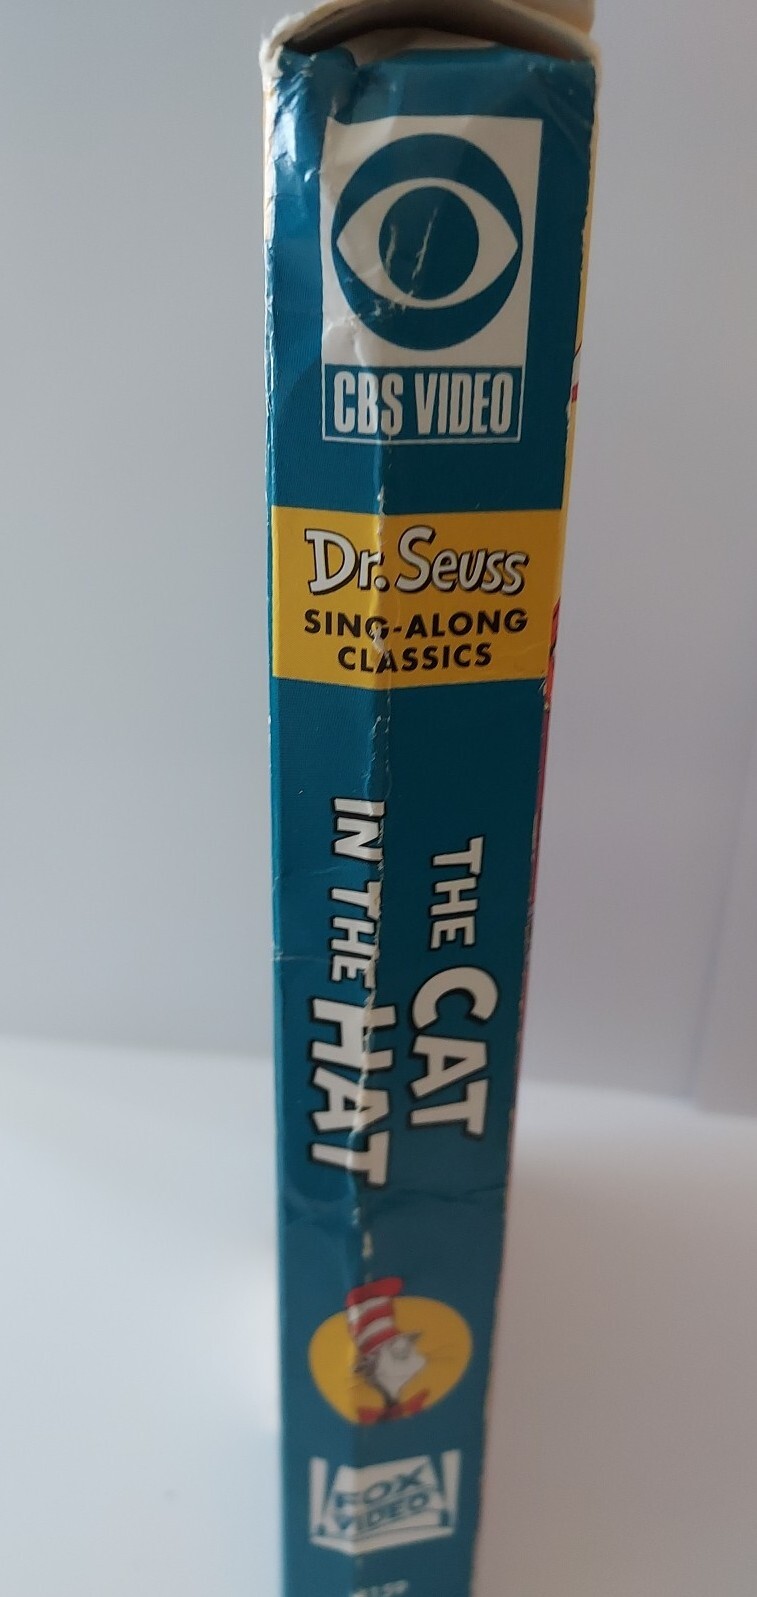 CBS VIDEO
Dr. Seuss
SING-ALONG
CLASSICS
THE CAT
IN THE HAT
FOX
VIDEO